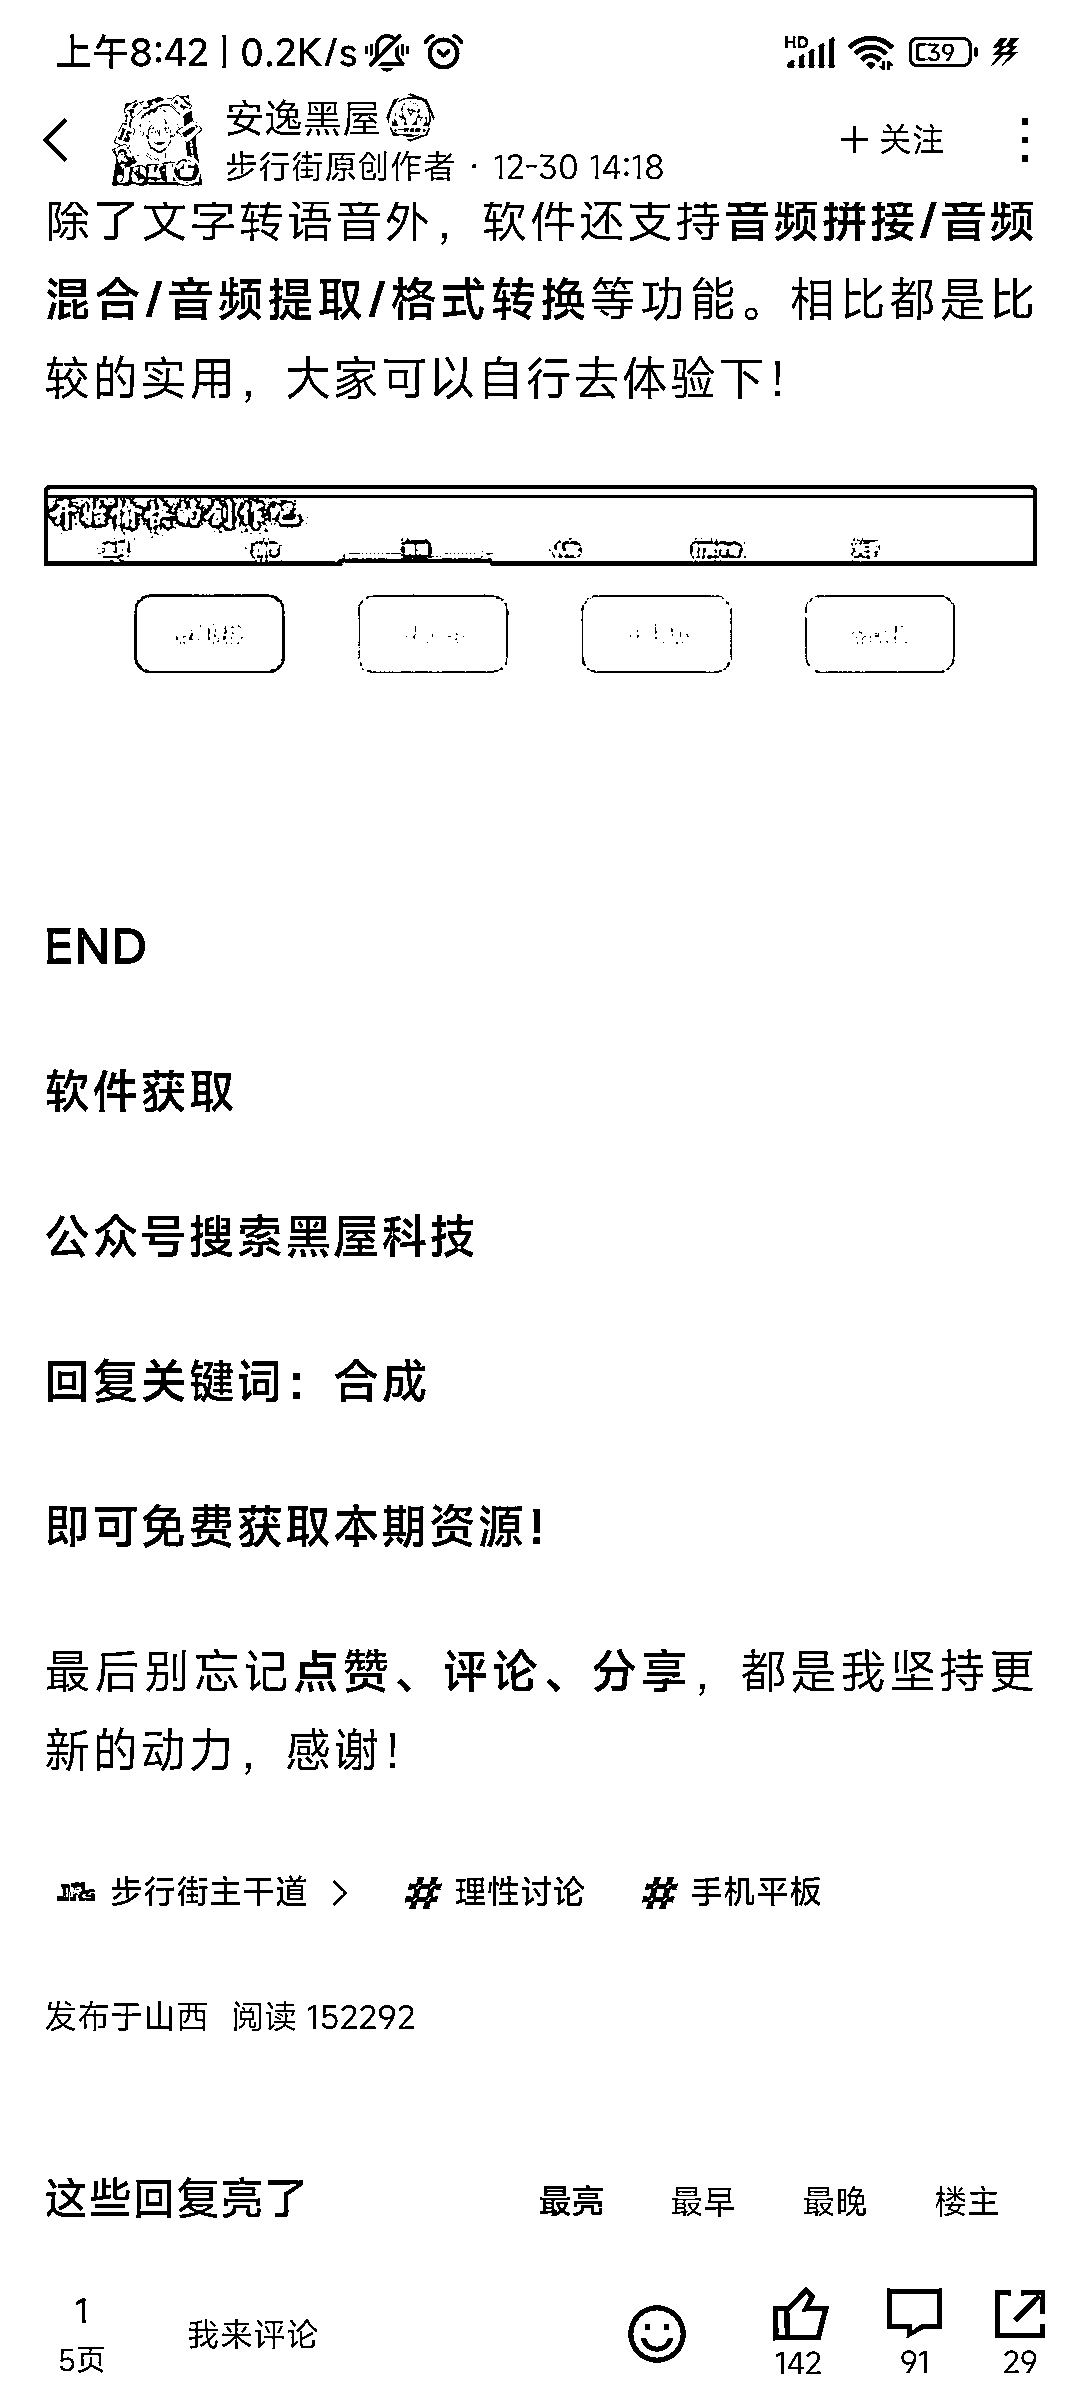 上午8:42 | 0.2K/s
HD
39
安逸黑屋
步行街原创作者 · 12-30 14:18
+ 关注
除了文字转语音外，软件还支持音频拼接/音频
混合/音频提取/格式转换等功能。相比都是比
较的实用，大家可以自行去体验下！
开始愉快的创作吧
END
软件获取
公众号搜索黑屋科技
回复关键词：合成
即可免费获取本期资源！
最后别忘记点赞、评论、分享，都是我坚持更
新的动力，感谢！
步行街主干道 > # 理性讨论 # 手机平板
发布于山西 阅读 152292
这些回复亮了 最亮 最早 最晚 楼主
1
5页
我来评论
142
91
29